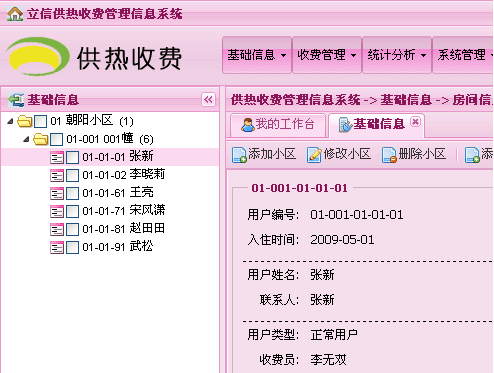 立信供热收费管理信息系统
供热收费
基础信息 收费管理 统计分析 系统管理
基础信息
供热收费管理信息系统 -> 基础信息 -> 房间信
01 朝阳小区 (1)
01-001 001幢 (6)
01-01-01 张新
01-01-02 李晓莉
01-01-61 王亮
01-01-71 宋风潇
01-01-81 赵田田
01-01-91 武松
我的工作台 基础信息
添加小区 修改小区 删除小区 添
01-001-01-01-01
用户编号: 01-001-01-01-01
入住时间: 2009-05-01
用户姓名: 张新
联系人: 张新
用户类型: 正常用户
收费员: 李无双